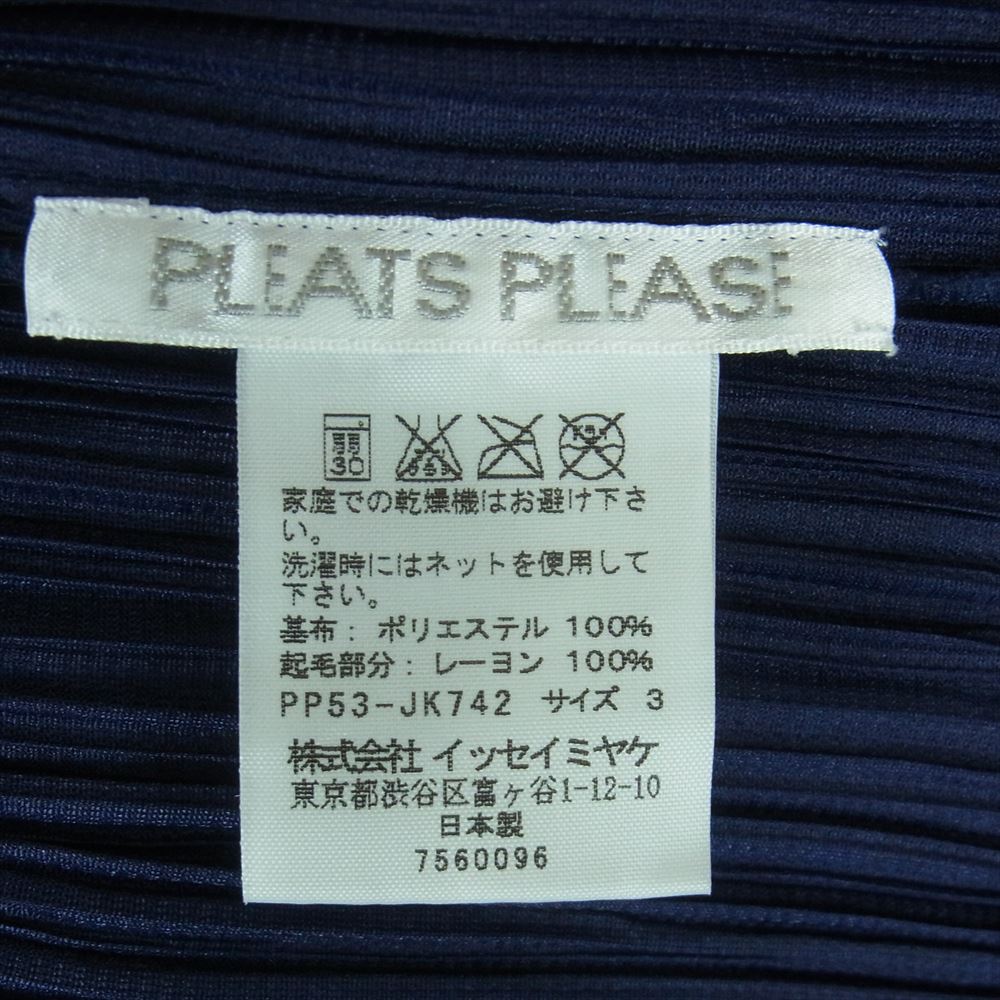 PLEATS PLEASE
弱 30
家庭での乾燥機はお避け下さ
い。
洗濯時にはネットを使用して
下さい。
基布: ポリエステル 100%
起毛部分: レーヨン 100%
PP53-JK742 サイズ 3
株式会社 イッセイミヤケ
東京都渋谷区富ヶ谷1-12-10
日本製
7560096